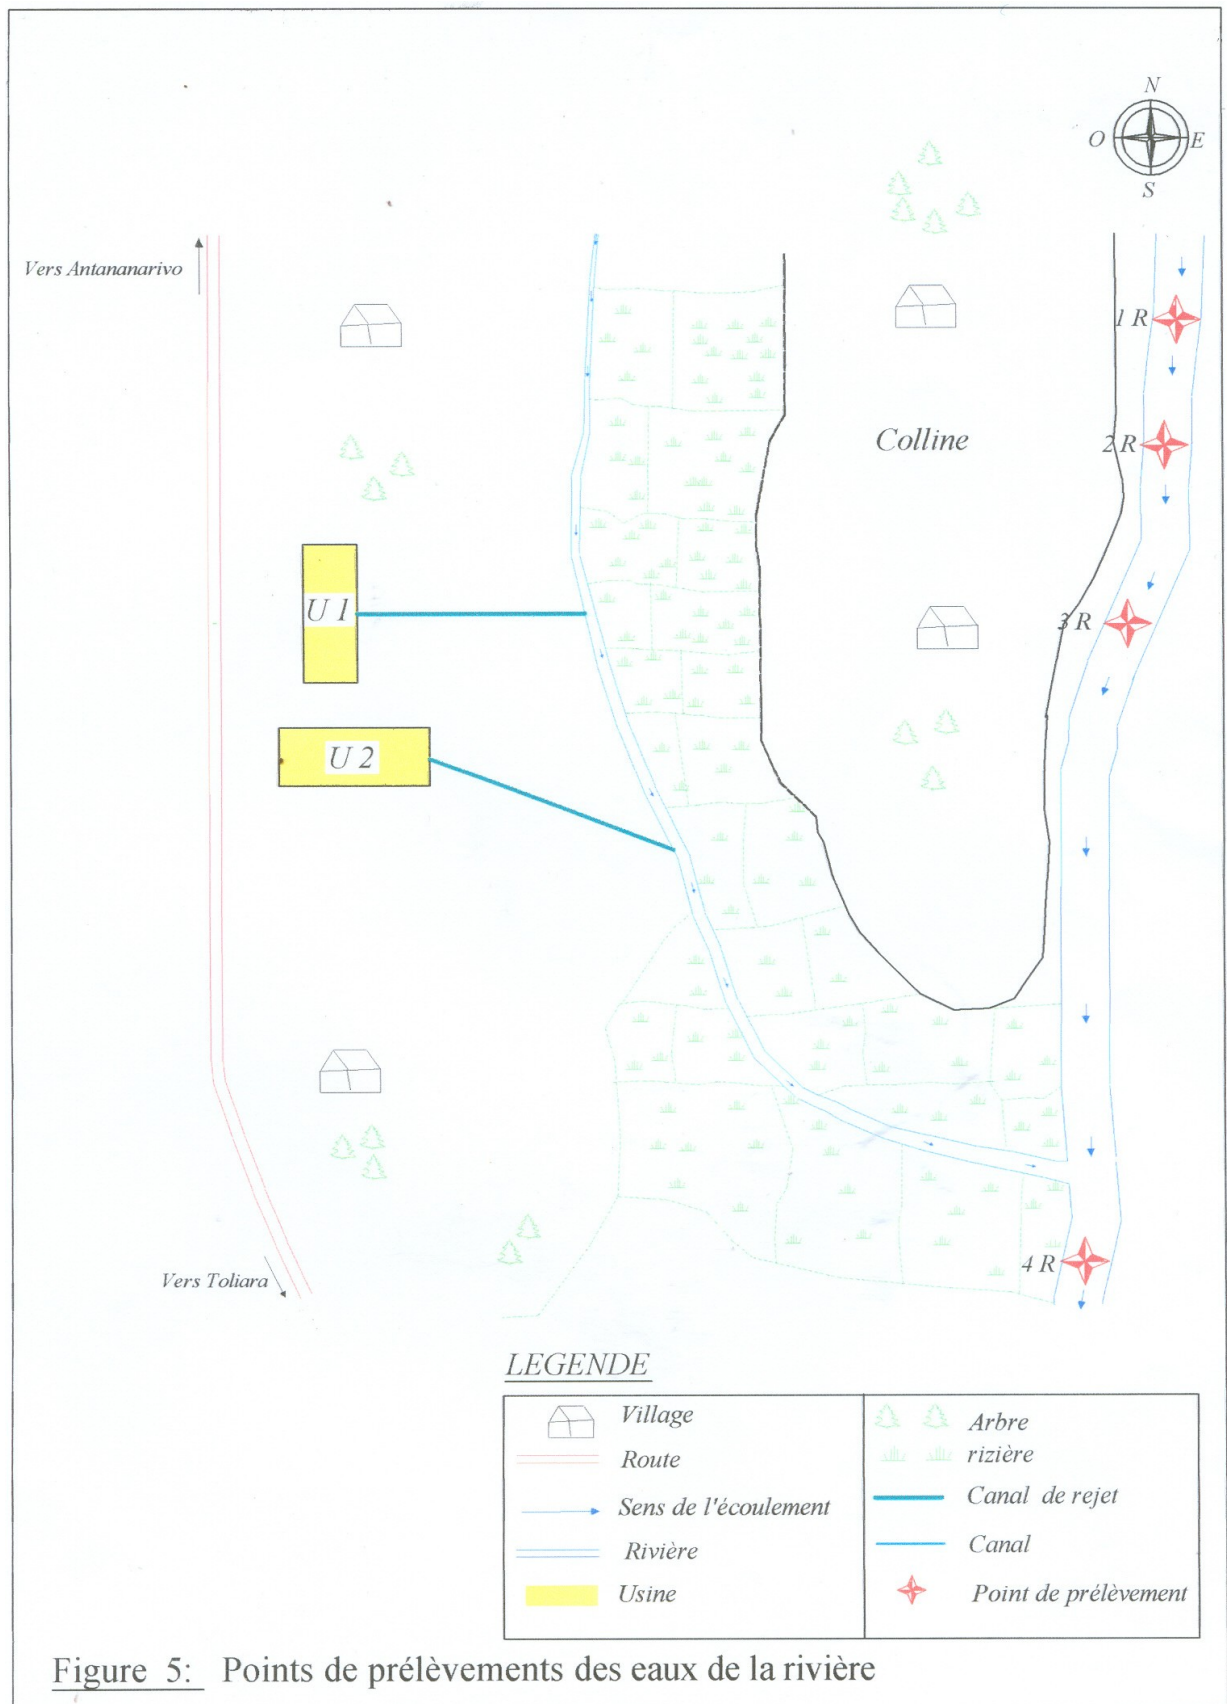 N
O E
S
Vers Antananarivo
1 R
Colline
2 R
U 1
3 R
U 2
Vers Toliara
4 R
LEGENDE
Village
Route
Sens de l'écoulement
Rivière
Usine
Arbre
rizière
Canal de rejet
Canal
Point de prélèvement
Figure 5: Points de prélèvements des eaux de la rivière